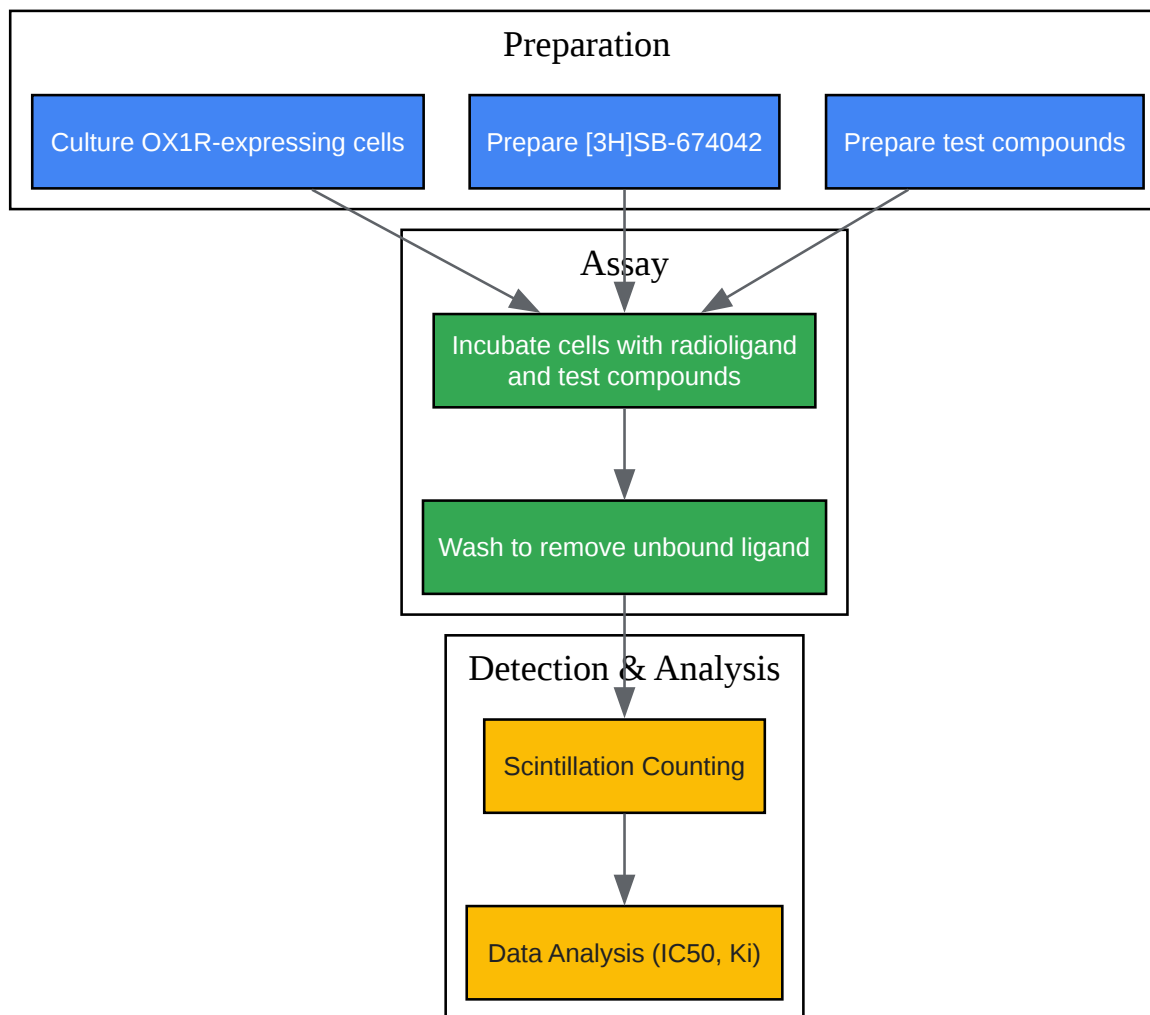 Preparation
Culture OX1R-expressing cells
Prepare [3H]SB-674042
Prepare test compounds
Assay
Incubate cells with radioligand
and test compounds
Wash to remove unbound ligand
Detection & Analysis
Scintillation Counting
Data Analysis (IC50, Ki)